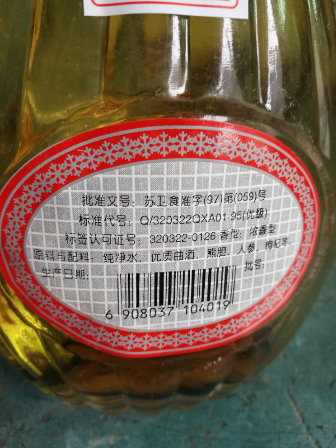 批准文号: 苏卫食准字(97)第(059)号
标准代号: Q/320322QXA01 95(优级)
标签认可证号: 320322-0126 香型: 浓香型
原料与配料: 纯净水、优质曲酒、熊胆、人参、枸杞等
生产日期: 批号:
6 908037 104019